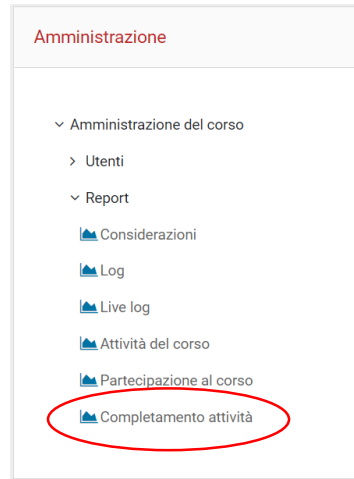 Amministrazione
Amministrazione del corso
Utenti
Report
Considerazioni
Log
Live log
Attività del corso
Partecipazione al corso
Completamento attività